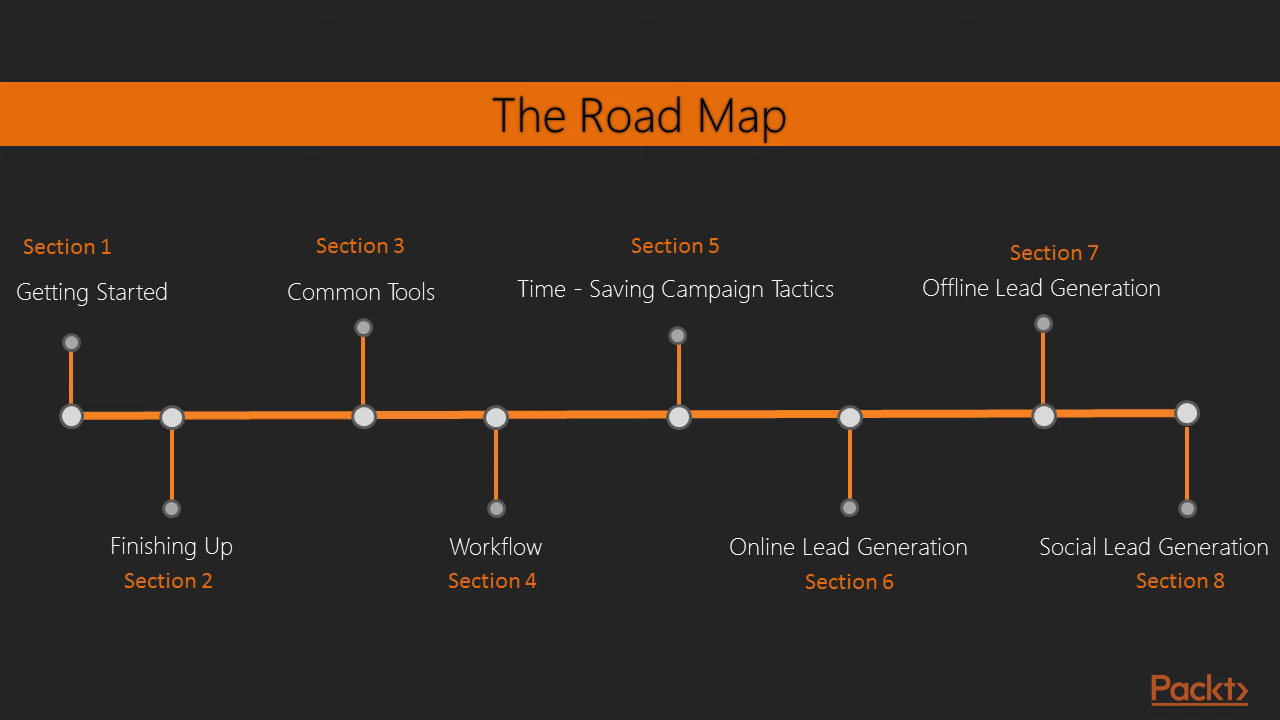 The Road Map
Section 1
Getting Started
Finishing Up
Section 2
Section 3
Common Tools
Workflow
Section 4
Section 5
Time - Saving Campaign Tactics
Online Lead Generation
Section 6
Section 7
Offline Lead Generation
Social Lead Generation
Section 8
Packt>